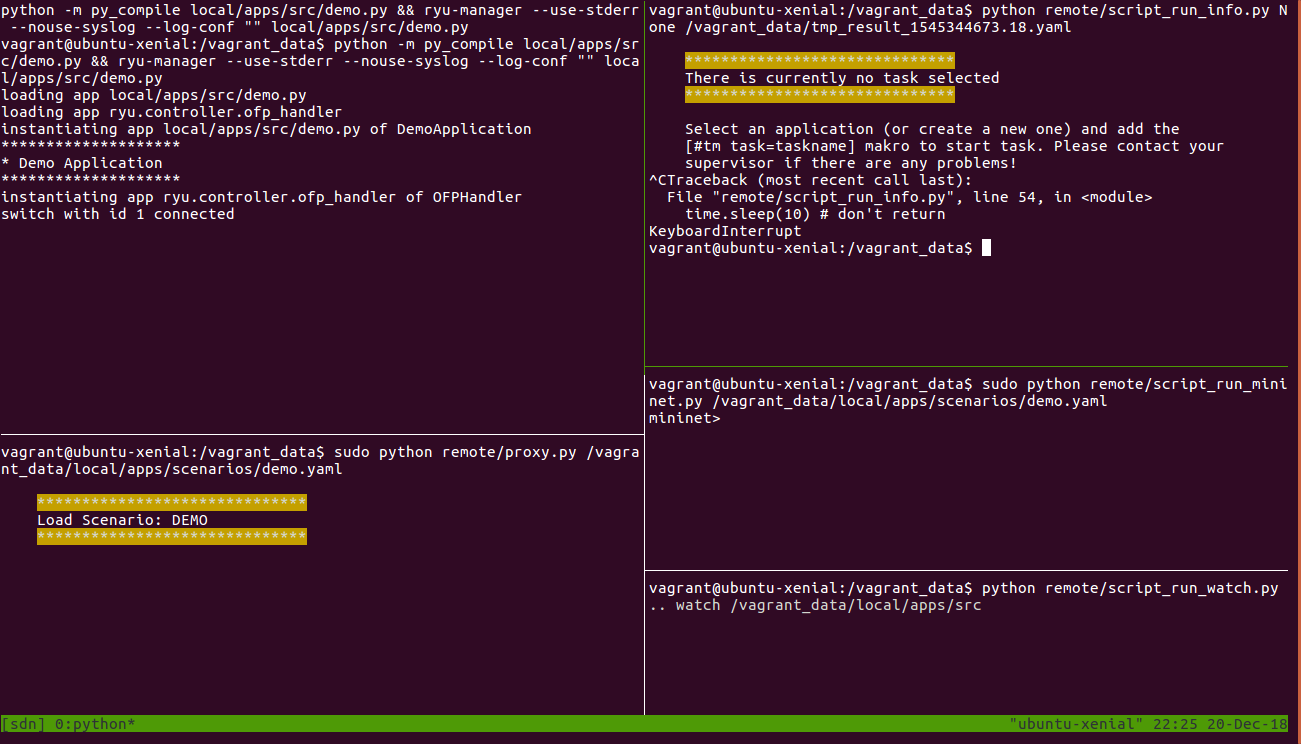 python -m py_compile local/apps/src/demo.py && ryu-manager --use-stderr
--nouse-syslog --log-conf "" local/apps/src/demo.py
vagrant@ubuntu-xenial:/vagrant_data$ python -m py_compile local/apps/sr
c/demo.py && ryu-manager --use-stderr --nouse-syslog --log-conf "" loca
l/apps/src/demo.py
loading app local/apps/src/demo.py
loading app ryu.controller.ofp_handler
instantiating app local/apps/src/demo.py of DemoApplication
********************
* Demo Application
********************
instantiating app ryu.controller.ofp_handler of OFPHandler
switch with id 1 connected
vagrant@ubuntu-xenial:/vagrant_data$ sudo python remote/proxy.py /vagra
nt_data/local/apps/scenarios/demo.yaml
******************************
Load Scenario: DEMO
******************************
vagrant@ubuntu-xenial:/vagrant_data$ python remote/script_run_info.py N
one /vagrant_data/tmp_result_1545344673.18.yaml
******************************
There is currently no task selected
******************************
Select an application (or create a new one) and add the
[#tm task=taskname] makro to start task. Please contact your
supervisor if there are any problems!
^CTraceback (most recent call last):
File "remote/script_run_info.py", line 54, in <module>
time.sleep(10) # don't return
KeyboardInterrupt
vagrant@ubuntu-xenial:/vagrant_data$
vagrant@ubuntu-xenial:/vagrant_data$ sudo python remote/script_run_mini
net.py /vagrant_data/local/apps/scenarios/demo.yaml
mininet>
vagrant@ubuntu-xenial:/vagrant_data$ python remote/script_run_watch.py
.. watch /vagrant_data/local/apps/src
[sdn] 0:python* "ubuntu-xenial" 22:25 20-Dec-18